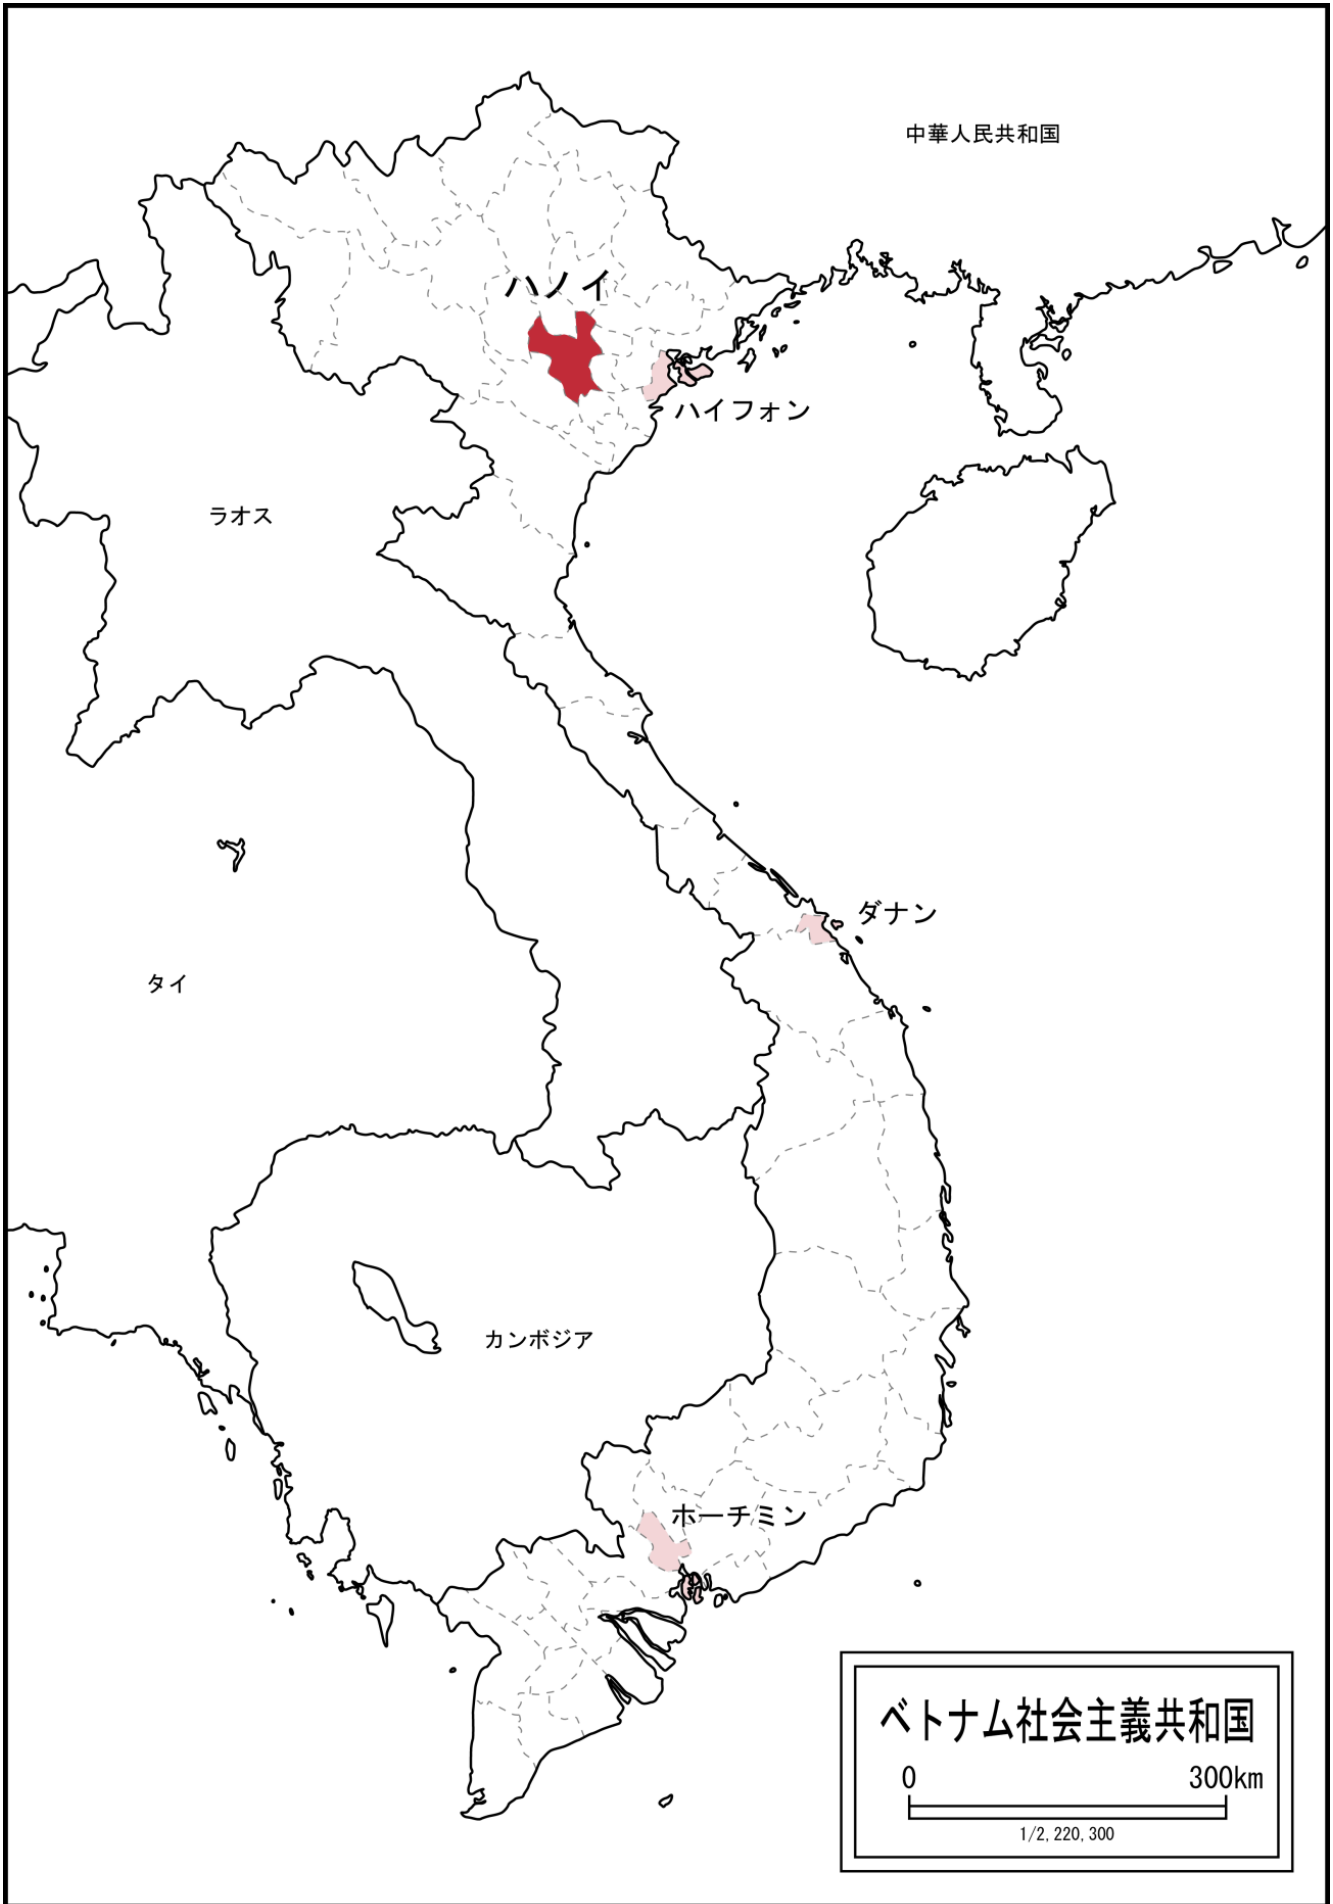 中華人民共和国
ハノイ
ハイフォン
ラオス
ダナン
タイ
カンボジア
ホーチミン
ベトナム社会主義共和国
0 300km
1/2,220,300